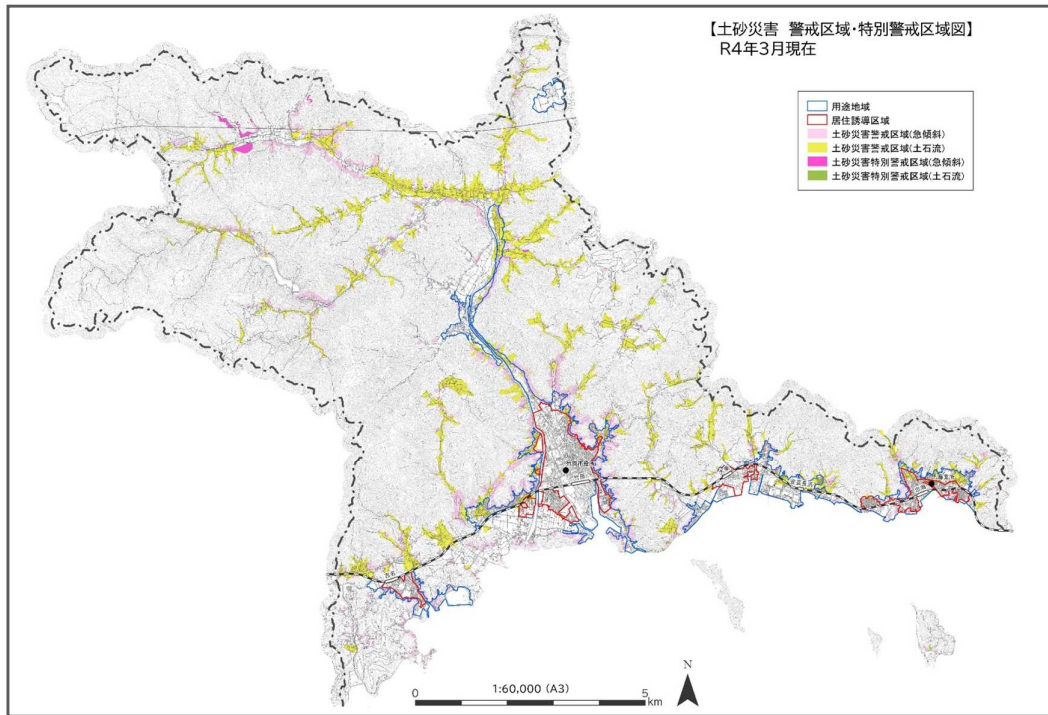 【土砂災害 警戒区域・特別警戒区域図】
R4年3月現在
用途地域
居住誘導区域
土砂災害警戒区域(急傾斜)
土砂災害警戒区域(土石流)
土砂災害特別警戒区域(急傾斜)
土砂災害特別警戒区域(土石流)
N
1:60,000 (A3)
0
5
km